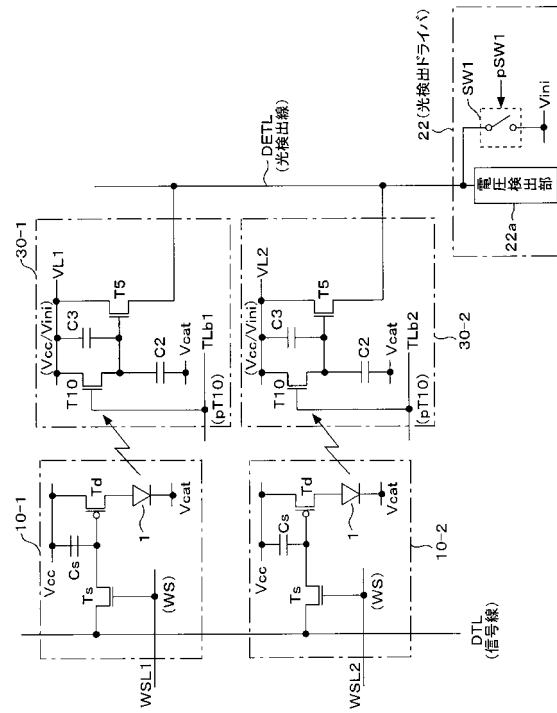 10-1
Vcc
Cs
Td
Ts
1
Vcat
(WS)
WSL1
30-1
(Vcc/Vini)
VL1
C3
T10
T5
C2
Vcat
TLb1
(pT10)
DETL
(光検出線)
Vcc
Cs
Td
Ts
1
Vcat
(WS)
WSL2
10-2
DTL
(信号線)
(Vcc/Vini)
VL2
C3
T10
T5
C2
Vcat
TLb2
(pT10)
30-2
22(光検出ドライバ)
SW1
pSW1
Vini
電圧検出部
22a